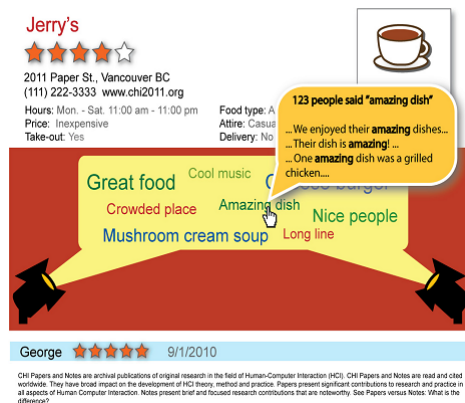 Jerry's
2011 Paper St., Vancouver BC
(111) 222-3333 www.chi2011.org
Hours: Mon. - Sat. 11:00 am - 11:00 pm
Price: Inexpensive
Take-out: Yes
Food type: A
Attire: Casua
Delivery: No
123 people said "amazing dish"
...We enjoyed their amazing dishes...
...Their dish is amazing! ...
...One amazing dish was a grilled
chicken....
Great food
Cool music
burger
Crowded place
Amazing dish
Nice people
Mushroom cream soup
Long line
George
9/1/2010
CHI Papers and Notes are archival publications of original research in the field of Human-Computer Interaction (HCI). CHI Papers and Notes are read and cited
worldwide. They have broad impact on the development of HCI theory, method and practice. Papers present significant contributions to research and practice in
all aspects of Human Computer Interaction. Notes present brief and focused research contributions that are noteworthy. See Papers versus Notes: What is the
difference?